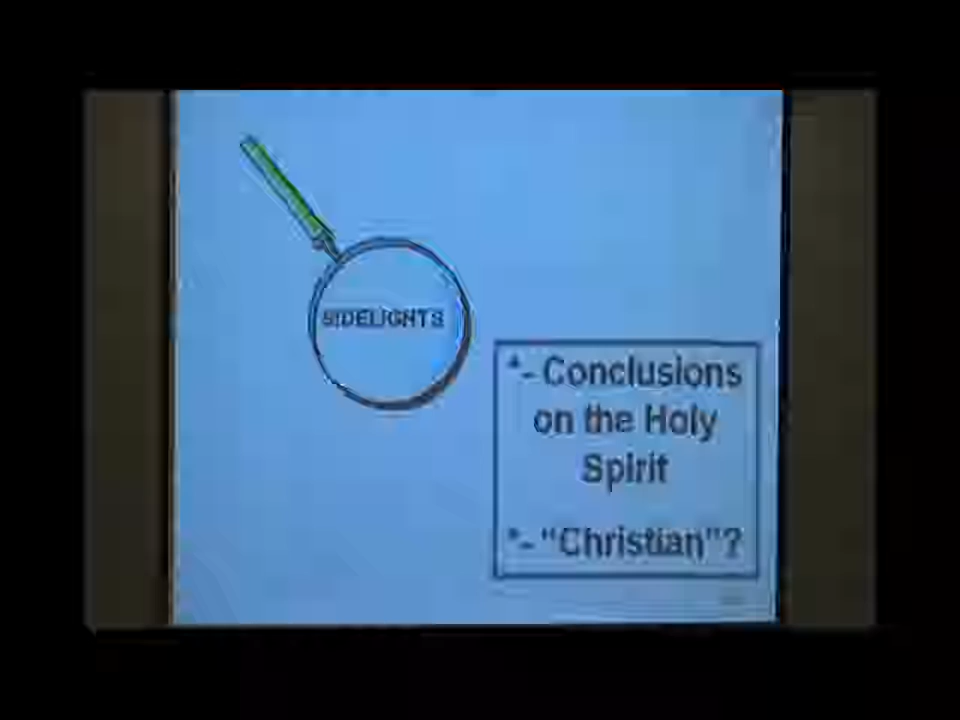 SIDELIGHTS
*- Conclusions
on the Holy
Spirit
*- "Christian"?